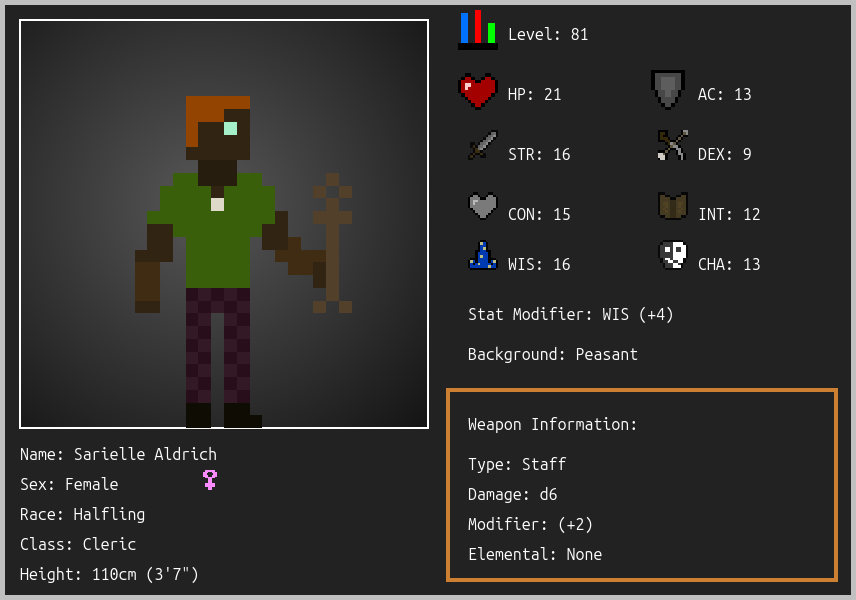 Level: 81
HP: 21
AC: 13
STR: 16
DEX: 9
CON: 15
INT: 12
WIS: 16
CHA: 13
Stat Modifier: WIS (+4)
Background: Peasant
Weapon Information:
Type: Staff
Damage: d6
Modifier: (+2)
Elemental: None
Name: Sarielle Aldrich
Sex: Female
Race: Halfling
Class: Cleric
Height: 110cm (3'7")